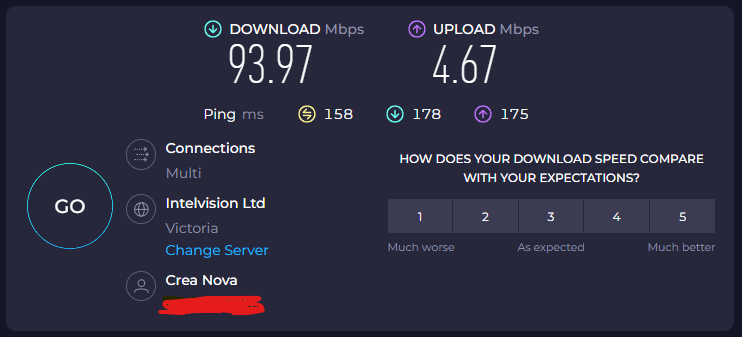 DOWNLOAD Mbps
93.97
UPLOAD Mbps
4.67
Ping ms 158 178 175
GO
Connections
Multi
Intelvision Ltd
Victoria
Change Server
Crea Nova
HOW DOES YOUR DOWNLOAD SPEED COMPARE
WITH YOUR EXPECTATIONS?
1 2 3 4 5
Much worse As expected Much better